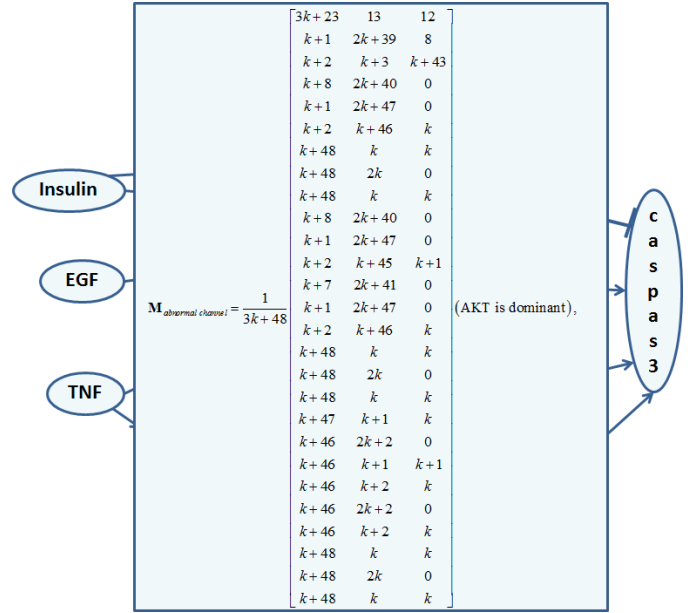 3k+23 13 12
k+1 2k+39 8
k+2 k+3 k+43
k+8 2k+40 0
k+1 2k+47 0
k+2 k+46 k
k+48 k k
k+48 2k 0
k+48 k k
k+8 2k+40 0
k+1 2k+47 0
k+2 k+45 k+1
k+7 2k+41 0
k+1 2k+47 0
k+2 k+46 k
k+48 k k
k+48 2k 0
k+48 k k
k+47 k+1 k
k+46 2k+2 0
k+46 k+1 k+1
k+46 k+2 k
k+46 2k+2 0
k+46 k+2 k
k+48 k k
k+48 2k 0
k+48 k k
Insulin
EGF
TNF
M abnormal channel = 1 / 3k+48
(AKT is dominant),
c
a
s
p
a
s
3